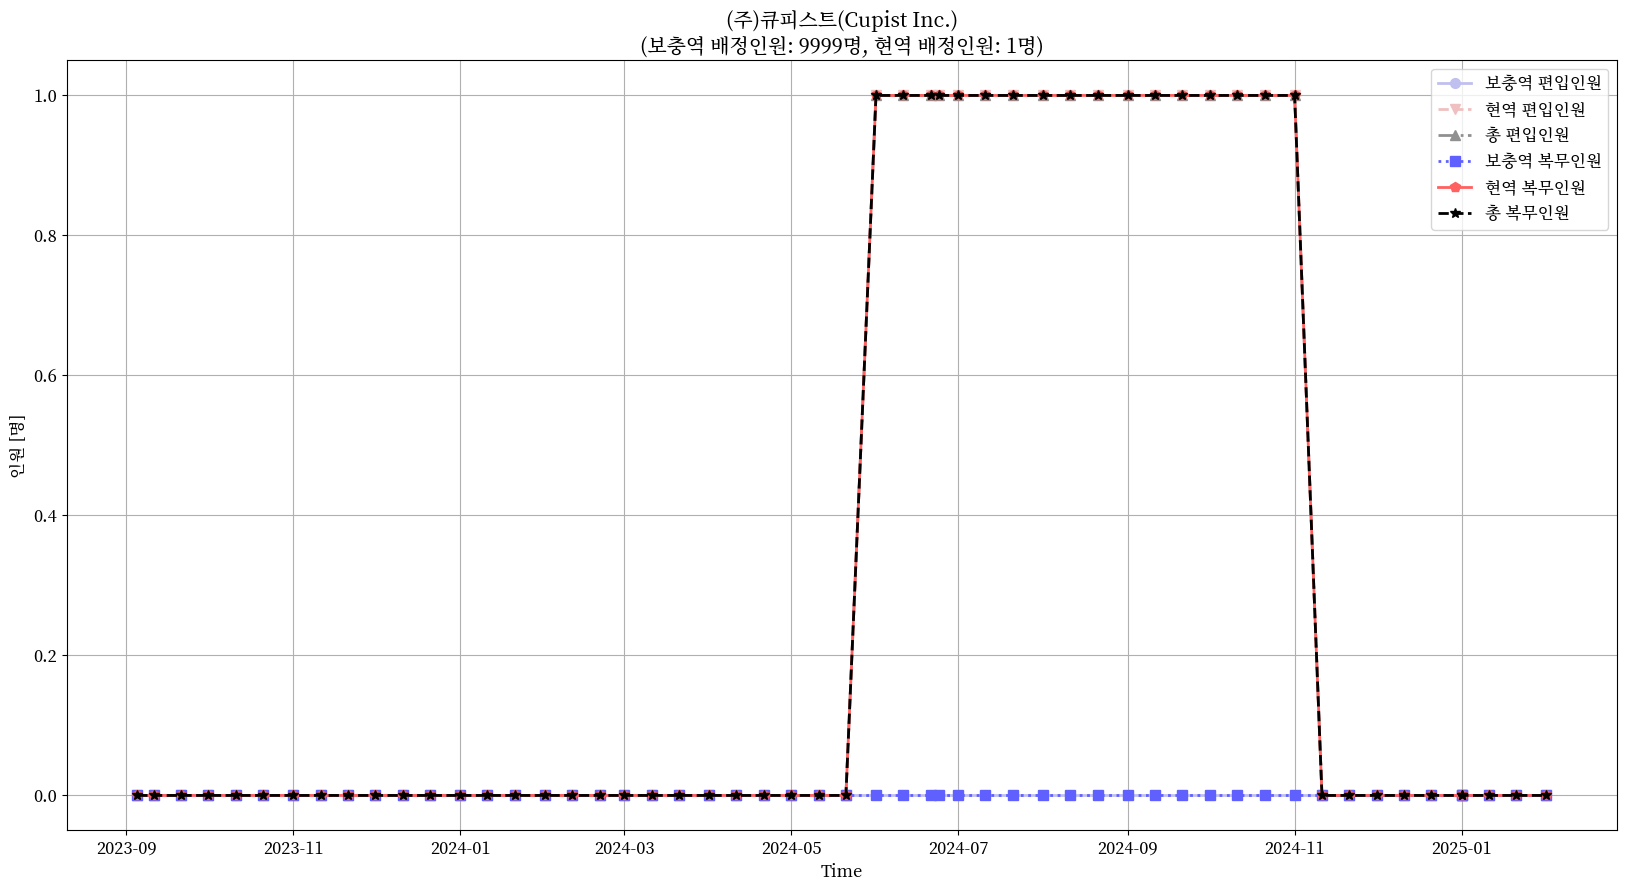 (주)큐피스트(Cupist Inc.)
(보충역 배정인원: 9999명, 현역 배정인원: 1명)
보충역 편입인원
현역 편입인원
총 편입인원
보충역 복무인원
현역 복무인원
총 복무인원
인원 [명]
1.0
0.8
0.6
0.4
0.2
0.0
2023-09
2023-11
2024-01
2024-03
2024-05
2024-07
2024-09
2024-11
2025-01
Time